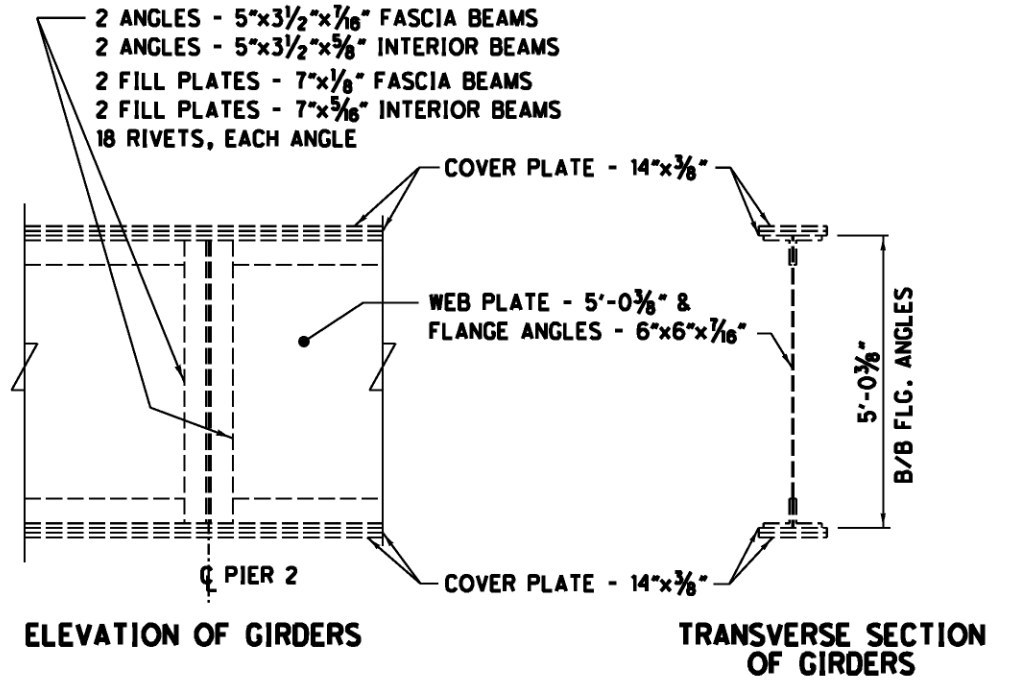 2 ANGLES - 5"x3½"x⁷⁄₁₆" FASCIA BEAMS
2 ANGLES - 5"x3½"x⅝" INTERIOR BEAMS
2 FILL PLATES - 7"x⅛" FASCIA BEAMS
2 FILL PLATES - 7"x⁵⁄₁₆" INTERIOR BEAMS
18 RIVETS, EACH ANGLE
COVER PLATE - 14"x⅜"
WEB PLATE - 5'-0⅜" &
FLANGE ANGLES - 6"x6"x⁷⁄₁₆"
5'-0⅜"
B/B FLG. ANGLES
℄ PIER 2
COVER PLATE - 14"x⅜"
ELEVATION OF GIRDERS
TRANSVERSE SECTION
OF GIRDERS